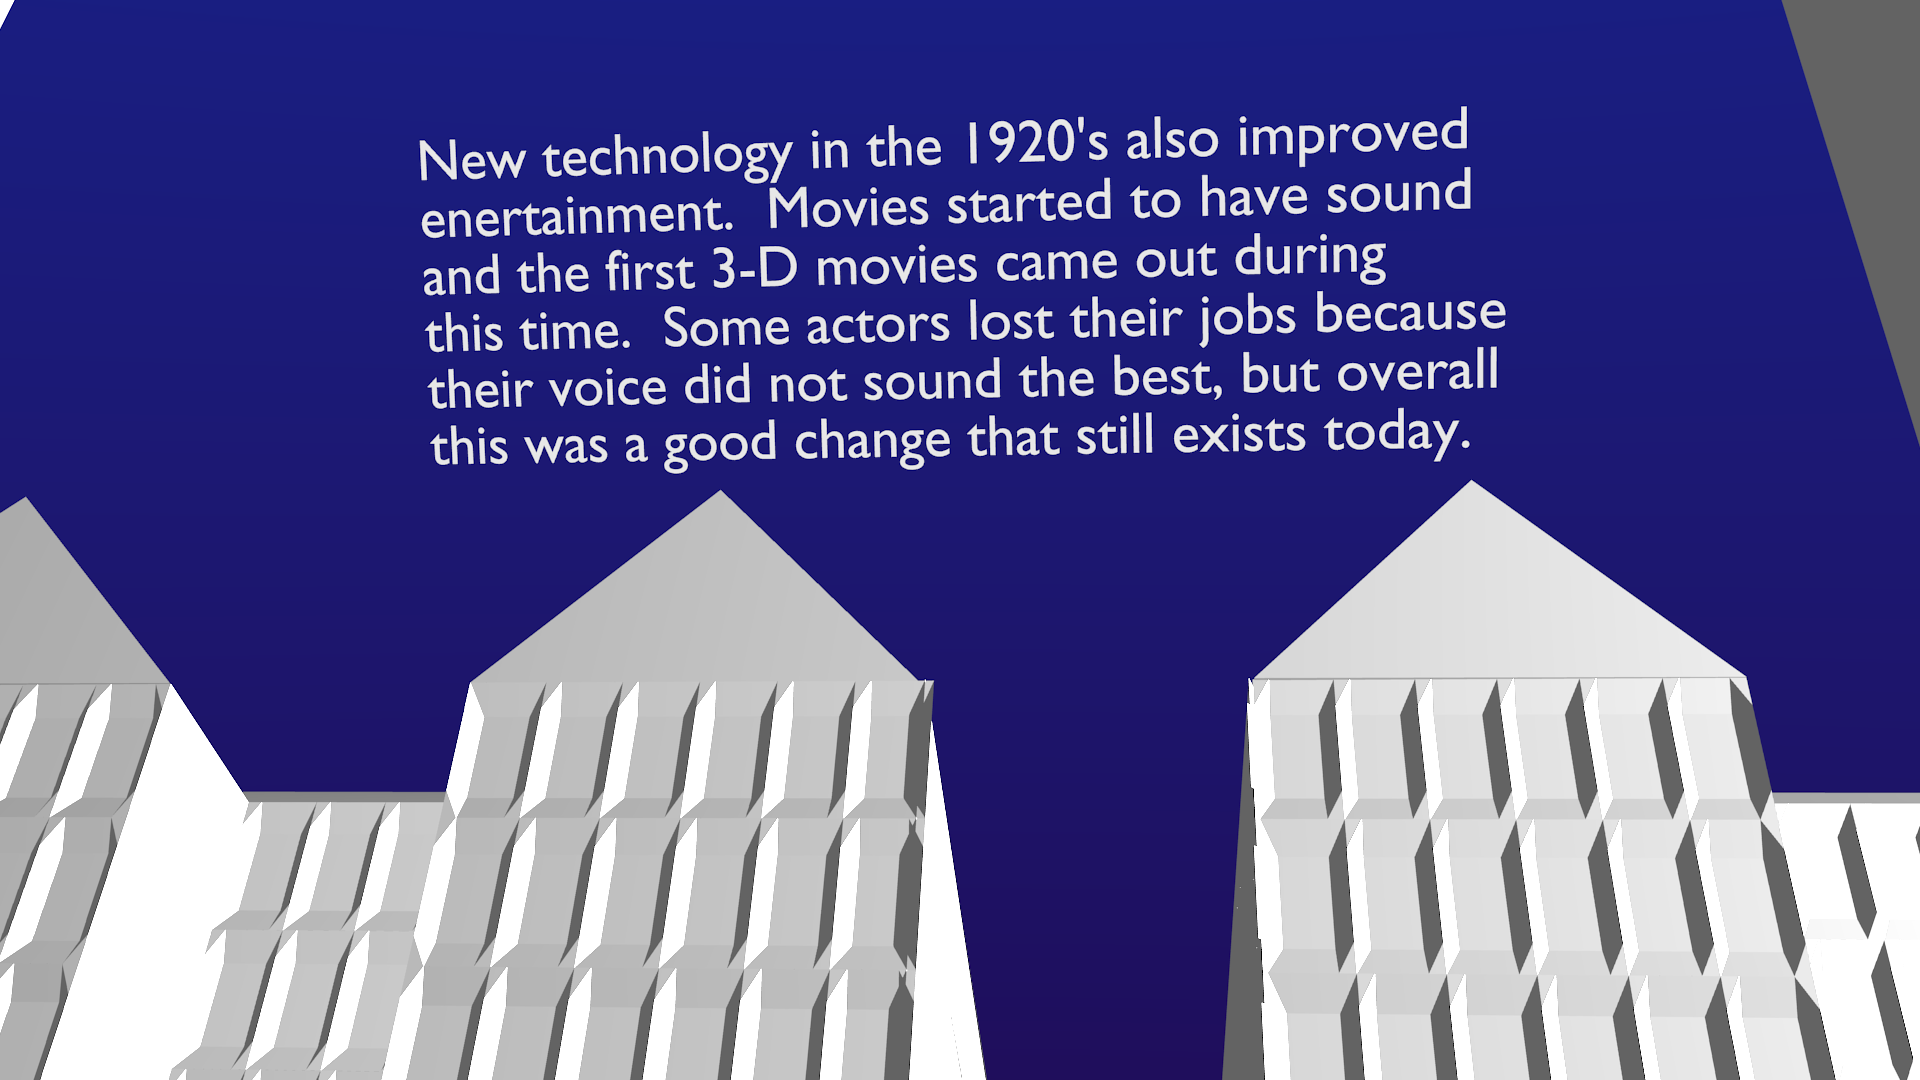 New technology in the 1920's also improved
enertainment.  Movies started to have sound
and the first 3-D movies came out during
this time.  Some actors lost their jobs because
their voice did not sound the best, but overall
this was a good change that still exists today.